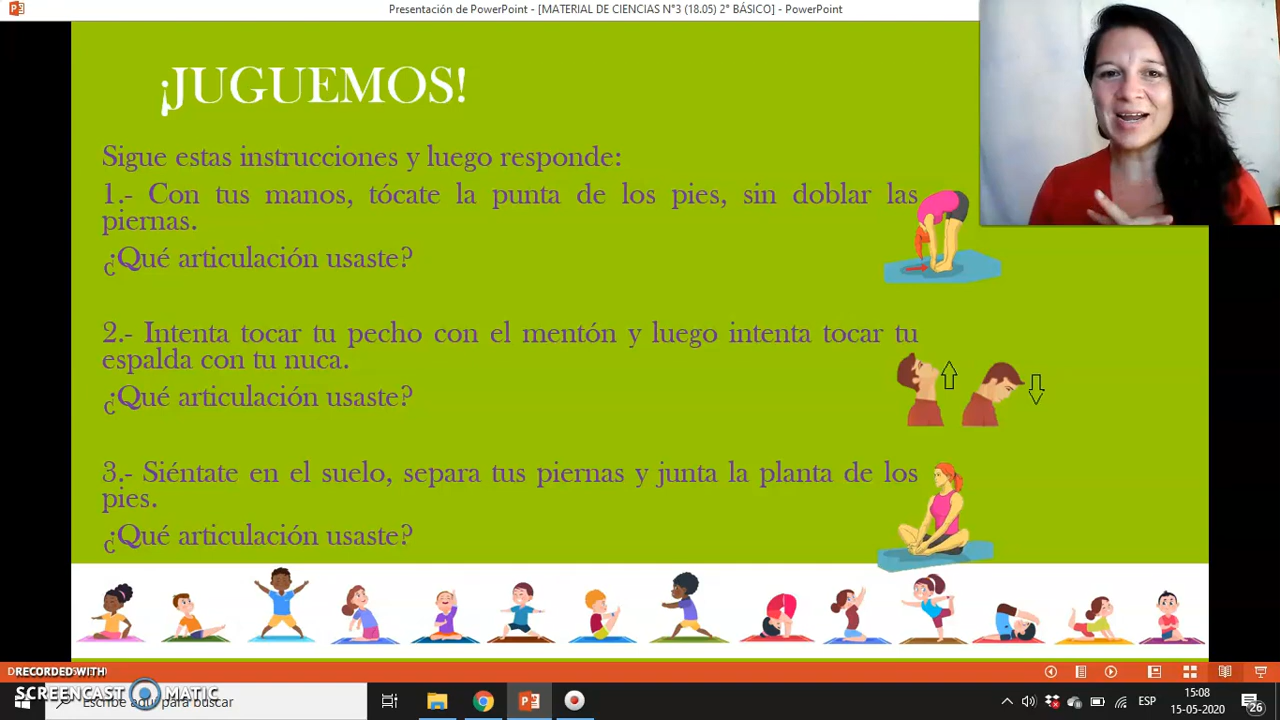 Presentación de PowerPoint - [MATERIAL DE CIENCIAS N°3 (18.05) 2° BÁSICO] - PowerPoint
¡JUGUEMOS!
Sigue estas instrucciones y luego responde:
1.- Con tus manos, tócate la punta de los pies, sin doblar las
piernas.
¿Qué articulación usaste?
2.- Intenta tocar tu pecho con el mentón y luego intenta tocar tu
espalda con tu nuca.
¿Qué articulación usaste?
3.- Siéntate en el suelo, separa tus piernas y junta la planta de los
pies.
¿Qué articulación usaste?
RECORDED WITH
SCREENCAST MATIC
Escribe aquí para buscar
ESP
15:08
15-05-2020
26